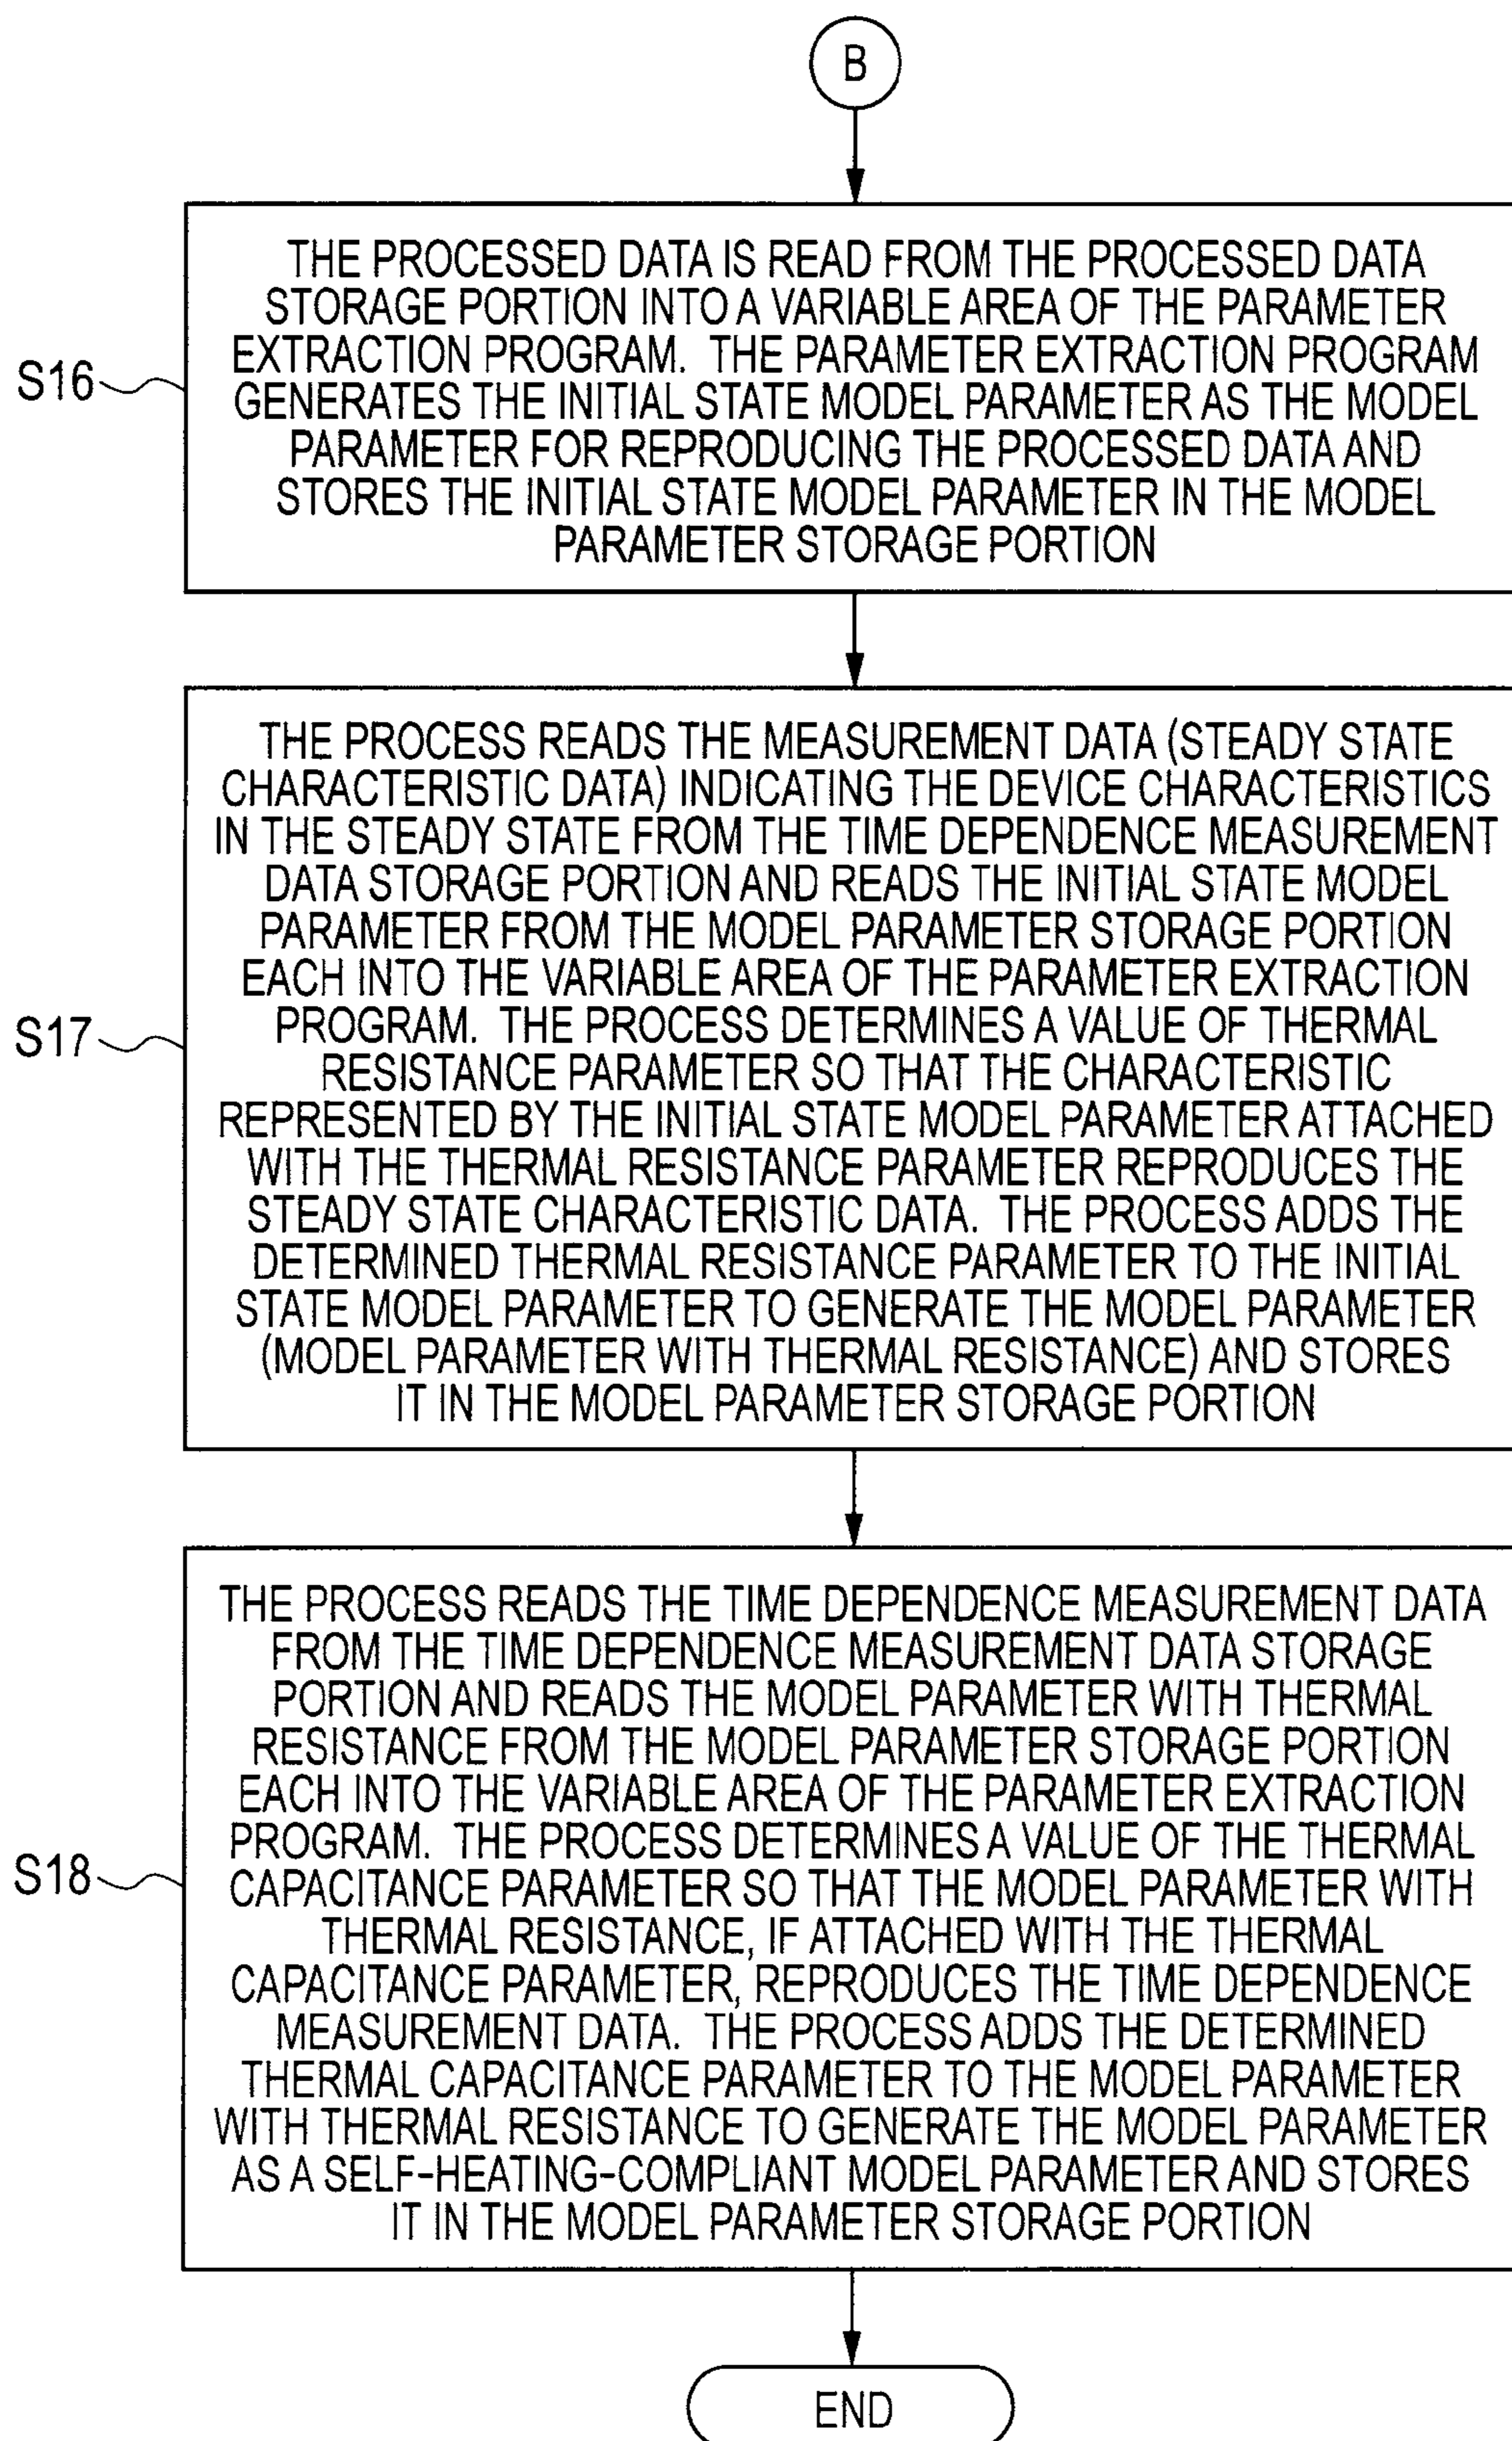 B
THE PROCESSED DATA IS READ FROM THE PROCESSED DATA
STORAGE PORTION INTO A VARIABLE AREA OF THE PARAMETER
EXTRACTION PROGRAM. THE PARAMETER EXTRACTION PROGRAM
GENERATES THE INITIAL STATE MODEL PARAMETER AS THE MODEL
PARAMETER FOR REPRODUCING THE PROCESSED DATA AND
STORES THE INITIAL STATE MODEL PARAMETER IN THE MODEL
PARAMETER STORAGE PORTION
S16
THE PROCESS READS THE MEASUREMENT DATA (STEADY STATE
CHARACTERISTIC DATA) INDICATING THE DEVICE CHARACTERISTICS
IN THE STEADY STATE FROM THE TIME DEPENDENCE MEASUREMENT
DATA STORAGE PORTION AND READS THE INITIAL STATE MODEL
PARAMETER FROM THE MODEL PARAMETER STORAGE PORTION
EACH INTO THE VARIABLE AREA OF THE PARAMETER EXTRACTION
PROGRAM. THE PROCESS DETERMINES A VALUE OF THERMAL
RESISTANCE PARAMETER SO THAT THE CHARACTERISTIC
REPRESENTED BY THE INITIAL STATE MODEL PARAMETER ATTACHED
WITH THE THERMAL RESISTANCE PARAMETER REPRODUCES THE
STEADY STATE CHARACTERISTIC DATA. THE PROCESS ADDS THE
DETERMINED THERMAL RESISTANCE PARAMETER TO THE INITIAL
STATE MODEL PARAMETER TO GENERATE THE MODEL PARAMETER
(MODEL PARAMETER WITH THERMAL RESISTANCE) AND STORES
IT IN THE MODEL PARAMETER STORAGE PORTION
S17
THE PROCESS READS THE TIME DEPENDENCE MEASUREMENT DATA
FROM THE TIME DEPENDENCE MEASUREMENT DATA STORAGE
PORTION AND READS THE MODEL PARAMETER WITH THERMAL
RESISTANCE FROM THE MODEL PARAMETER STORAGE PORTION
EACH INTO THE VARIABLE AREA OF THE PARAMETER EXTRACTION
PROGRAM. THE PROCESS DETERMINES A VALUE OF THE THERMAL
CAPACITANCE PARAMETER SO THAT THE MODEL PARAMETER WITH
THERMAL RESISTANCE, IF ATTACHED WITH THE THERMAL
CAPACITANCE PARAMETER, REPRODUCES THE TIME DEPENDENCE
MEASUREMENT DATA. THE PROCESS ADDS THE DETERMINED
THERMAL CAPACITANCE PARAMETER TO THE MODEL PARAMETER
WITH THERMAL RESISTANCE TO GENERATE THE MODEL PARAMETER
AS A SELF-HEATING-COMPLIANT MODEL PARAMETER AND STORES
IT IN THE MODEL PARAMETER STORAGE PORTION
S18
END